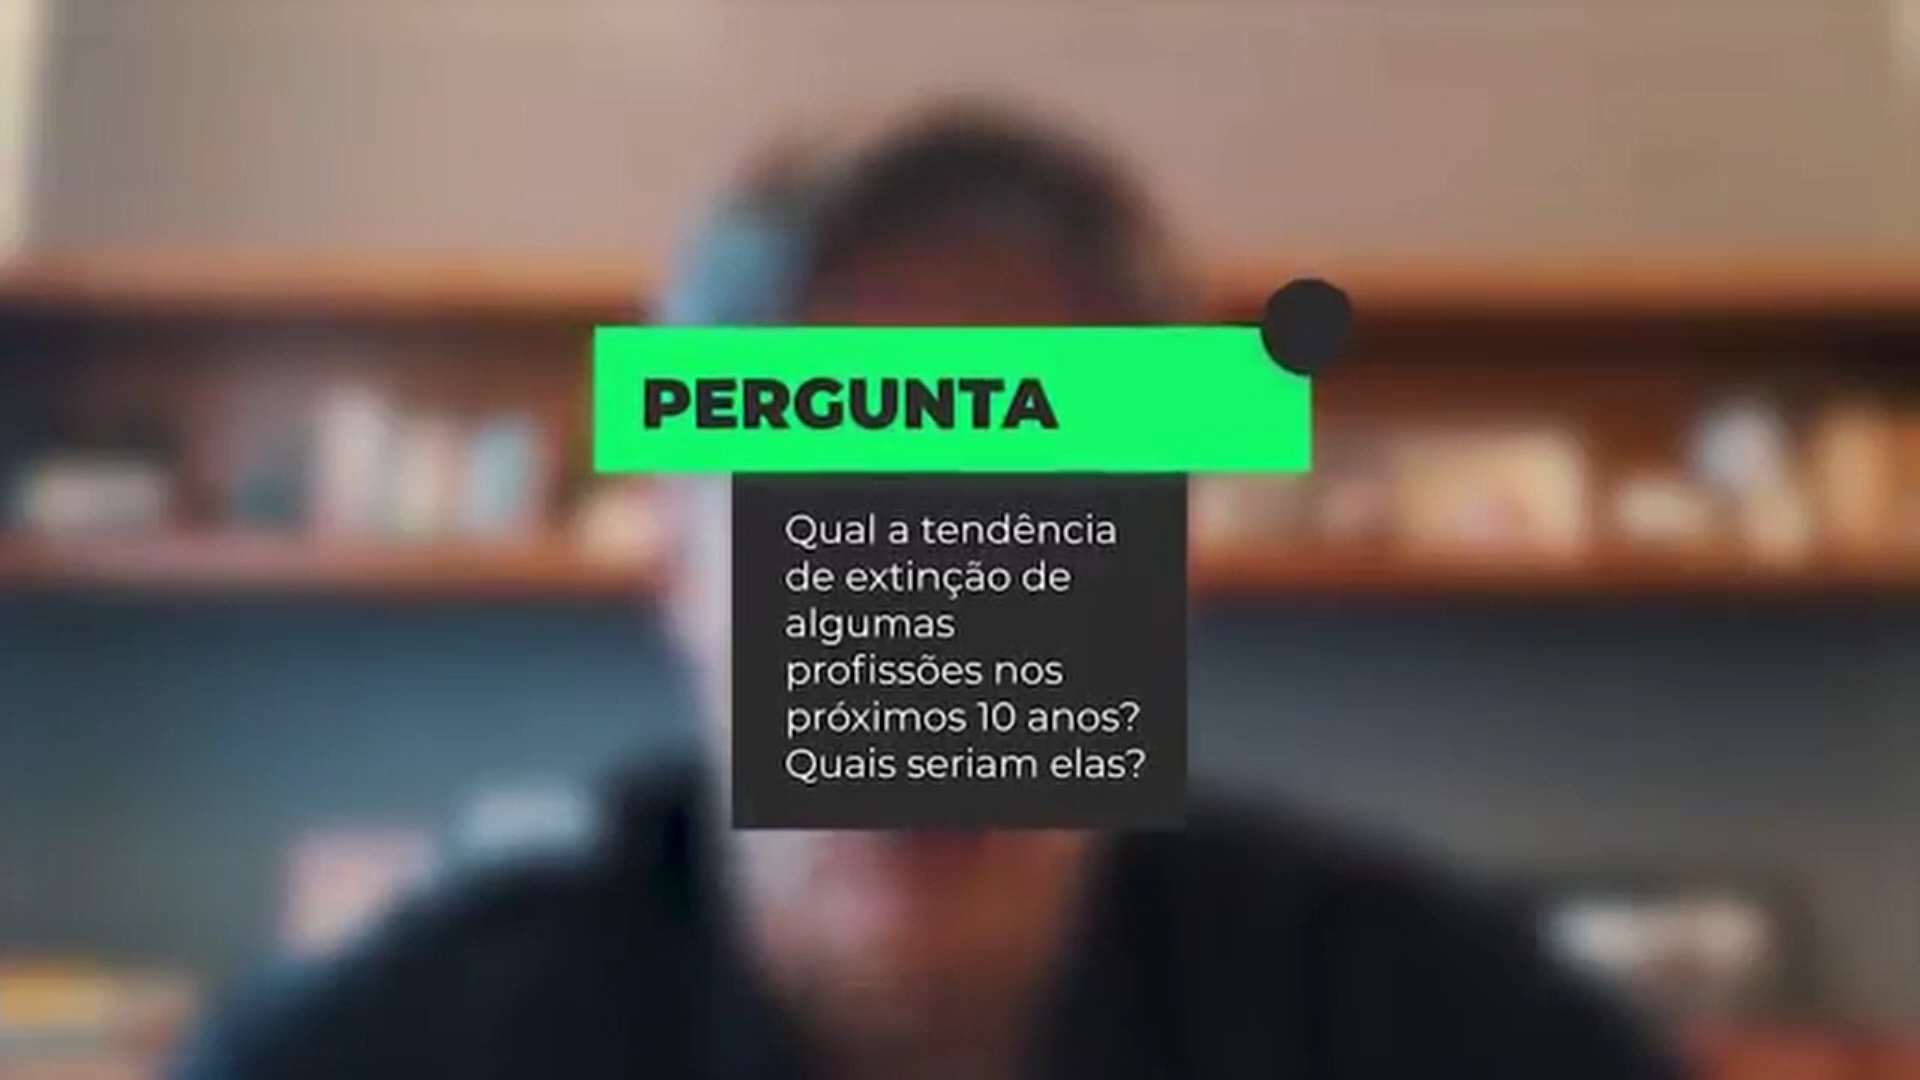 PERGUNTA
Qual a tendência
de extinção de
algumas
profissões nos
próximos 10 anos?
Quais seriam elas?